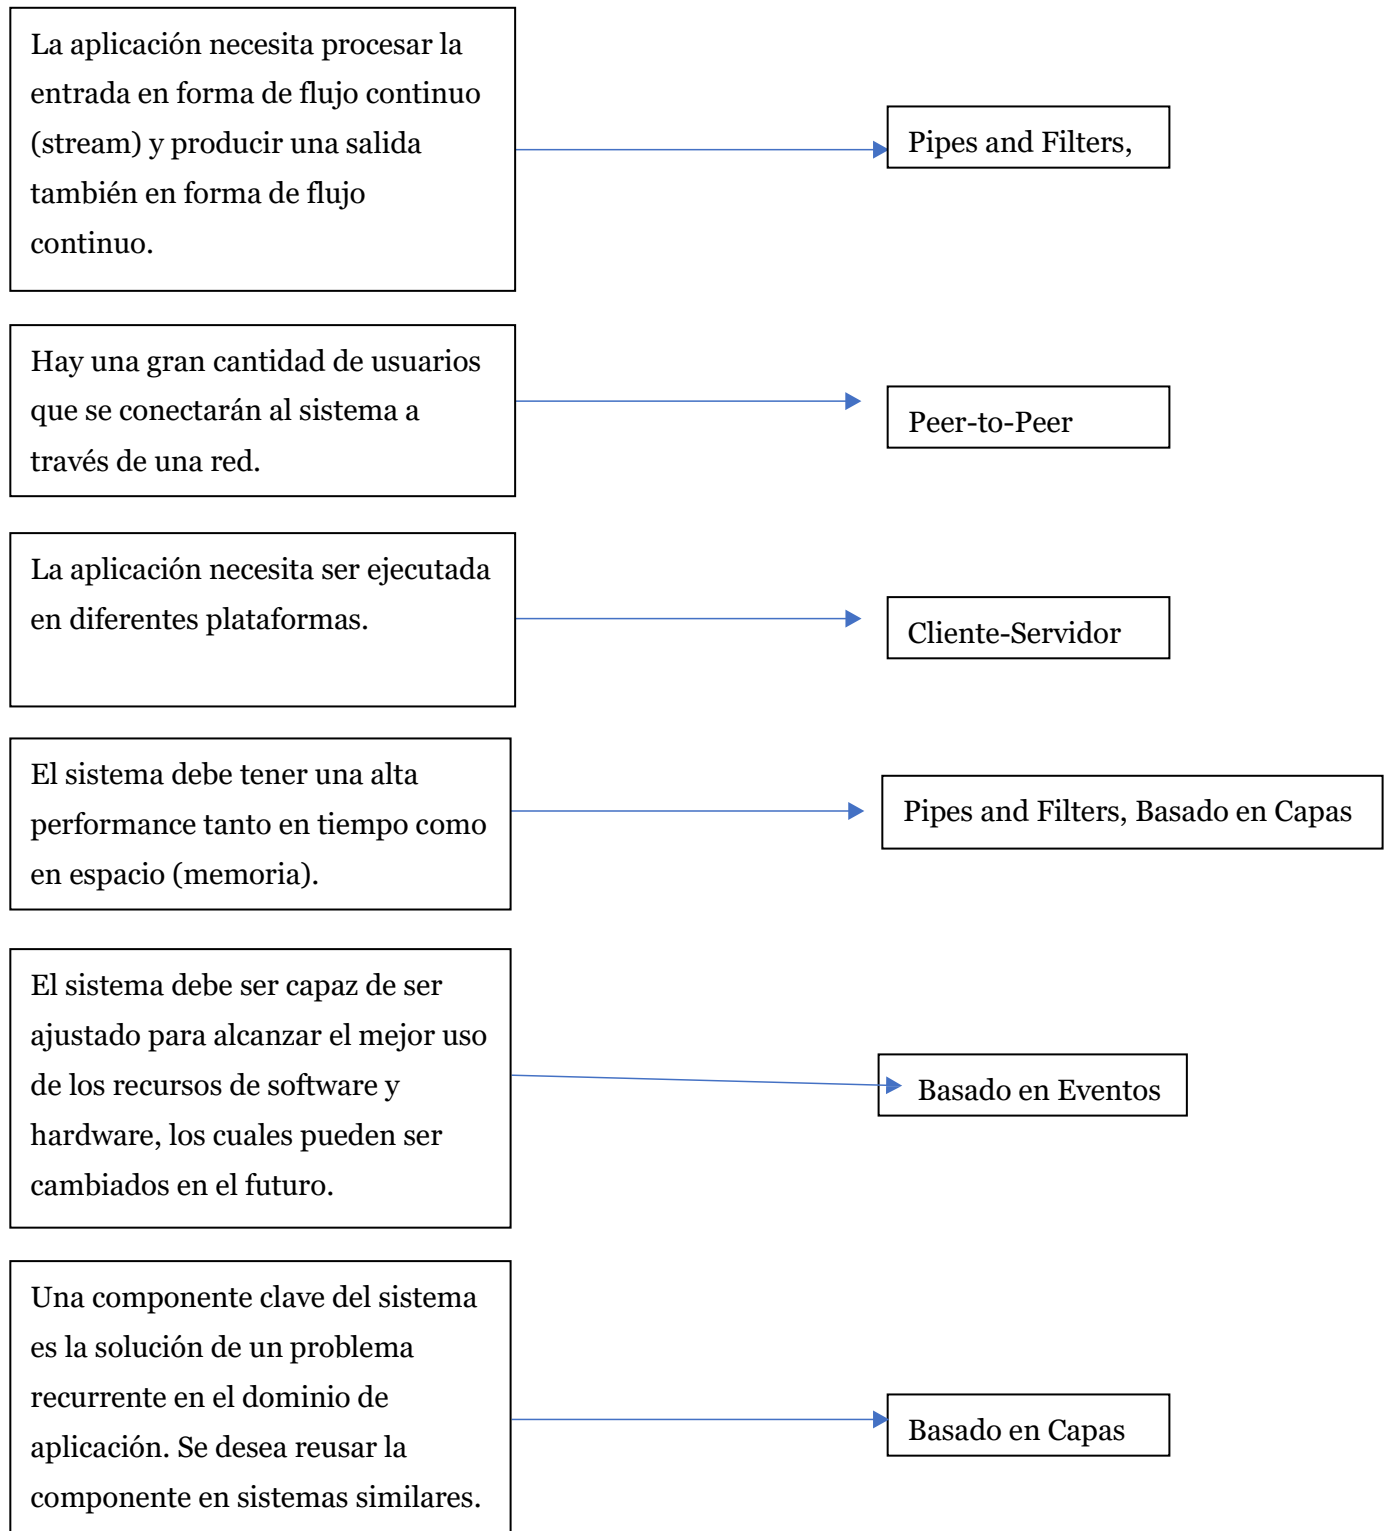 La aplicación necesita procesar la
entrada en forma de flujo continuo
(stream) y producir una salida
también en forma de flujo
continuo.
Pipes and Filters,
Hay una gran cantidad de usuarios
que se conectarán al sistema a
través de una red.
Peer-to-Peer
La aplicación necesita ser ejecutada
en diferentes plataformas.
Cliente-Servidor
El sistema debe tener una alta
performance tanto en tiempo como
en espacio (memoria).
Pipes and Filters, Basado en Capas
El sistema debe ser capaz de ser
ajustado para alcanzar el mejor uso
de los recursos de software y
hardware, los cuales pueden ser
cambiados en el futuro.
Basado en Eventos
Una componente clave del sistema
es la solución de un problema
recurrente en el dominio de
aplicación. Se desea reusar la
componente en sistemas similares.
Basado en Capas